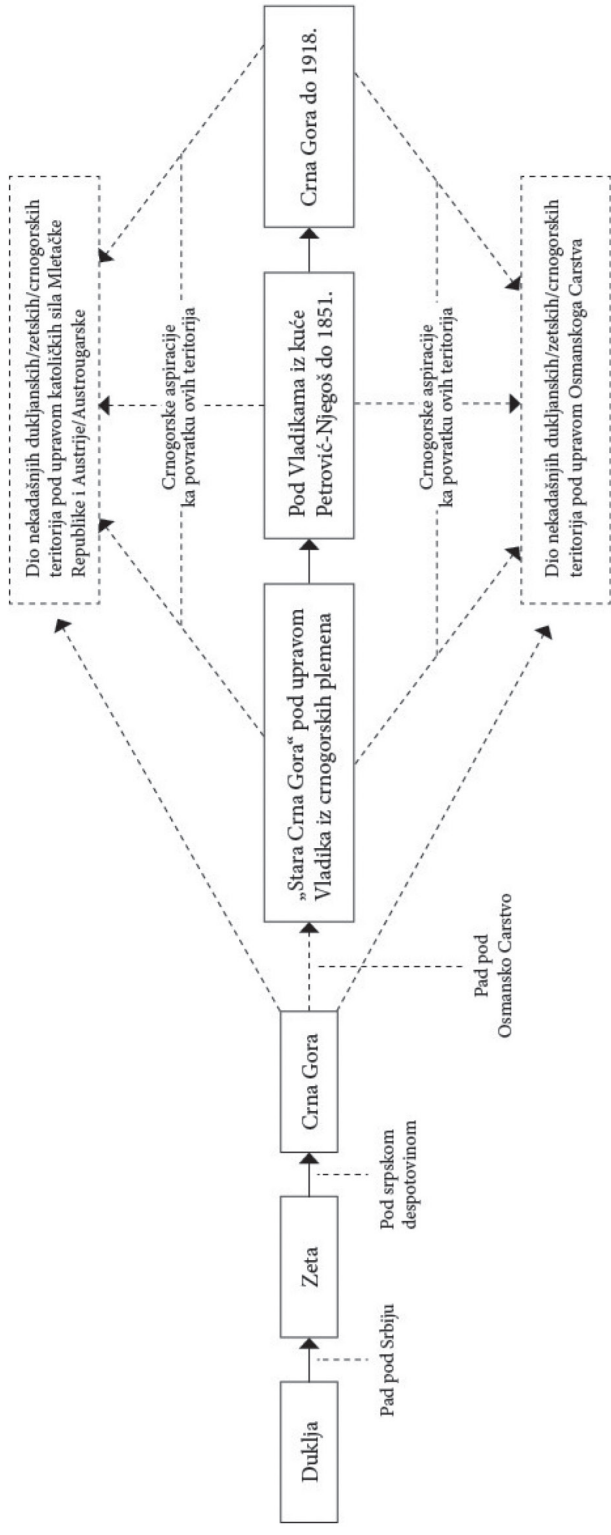 Duklja
Pad pod Srbiju
Zeta
Pod srpskom
despotovinom
Crna Gora
Pad pod
Osmansko Carstvo
„Stara Crna Gora“ pod upravom
Vladika iz crnogorskih plemena
Pod Vladikama iz kuće
Petrović-Njegoš do 1851.
Crna Gora do 1918.
Dio nekadašnjih dukljanskih/zetskih/crnogorskih
teritorija pod upravom katoličkih sila Mletačke
Republike i Austrije/Austrougarske
Crnogorske aspiracije
ka povratku ovih teritorija
Crnogorske aspiracije
ka povratku ovih teritorija
Dio nekadašnjih dukljanskih/zetskih/crnogorskih
teritorija pod upravom Osmanskoga Carstva